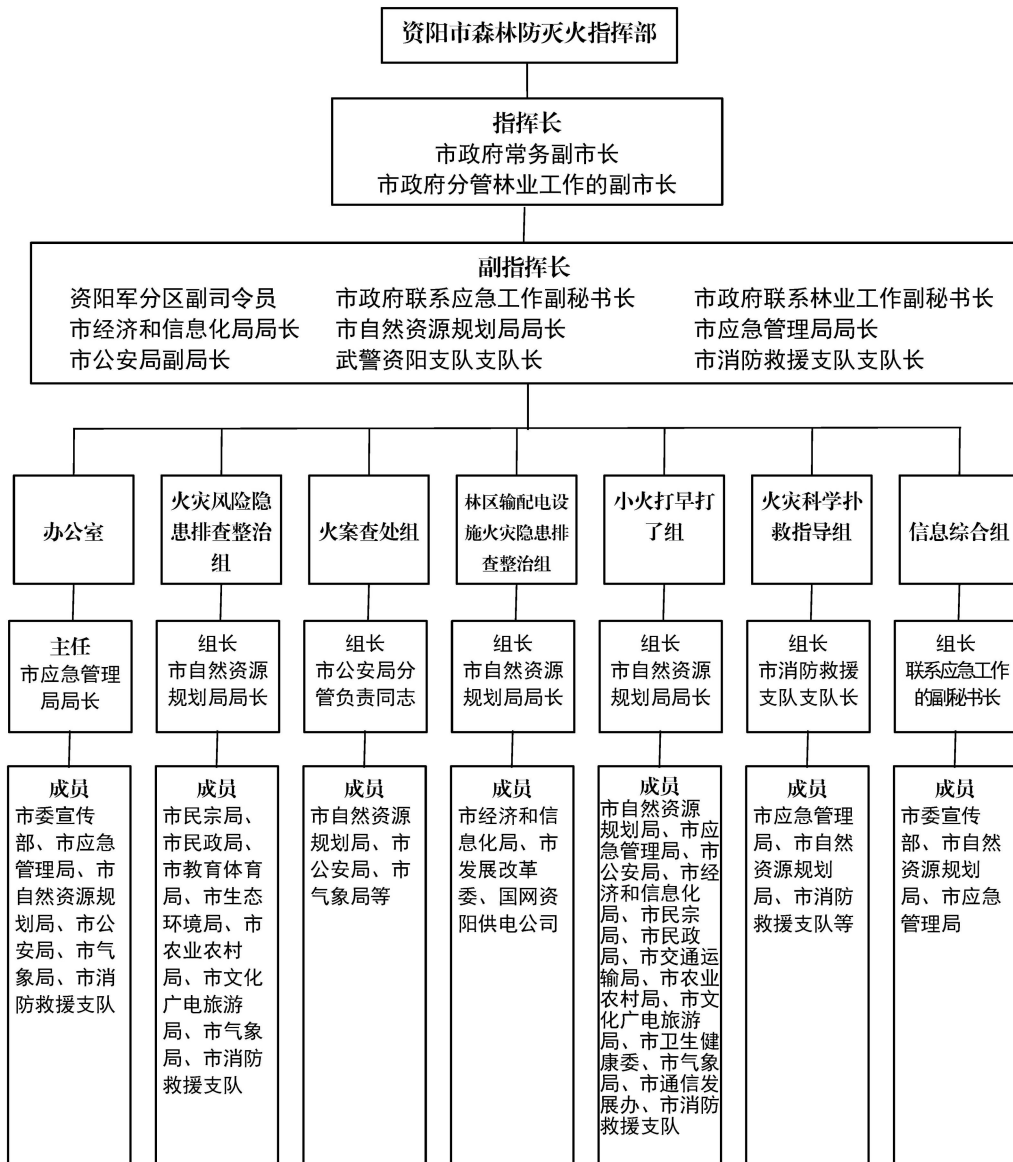 资阳市森林防灭火指挥部
指挥长
市政府常务副市长
市政府分管林业工作的副市长
副指挥长
资阳军分区副司令员 市政府联系应急工作副秘书长 市政府联系林业工作副秘书长
市经济和信息化局局长 市自然资源规划局局长 市应急管理局局长
市公安局副局长 武警资阳支队支队长 市消防救援支队支队长
办公室
火灾风险隐
患排查整治
组
火案查处组
林区输配电设
施火灾隐患排
查整治组
小火打早打
了组
火灾科学扑
救指导组
信息综合组
主任
市应急管理
局局长
组长
市自然资源
规划局局长
组长
市公安局分
管负责同志
组长
市自然资源
规划局局长
组长
市自然资源
规划局局长
组长
市消防救援
支队支队长
组长
联系应急工作
的副秘书长
成员
市委宣传
部、市应急
管理局、市
自然资源规
划局、市公
安局、市气
象局、市消
防救援支队
成员
市民宗局、
市民政局、
市教育体育
局、市生态
环境局、市
农业农村
局、市文化
广电旅游
局、市气象
局、市消防
救援支队
成员
市自然资源
规划局、市
公安局、市
气象局等
成员
市经济和信
息化局、市
发展改革
委、国网资
阳供电公司
成员
市自然资源
规划局、市应
急管理局、市
公安局、市经
济和信息化
局、市民宗
局、市民政
局、市交通运
输局、市农业
农村局、市文
化广电旅游
局、市卫生健
康委、市气象
局、市通信发
展办、市消防
救援支队
成员
市应急管理
局、市自然
资源规划
局、市消防
救援支队等
成员
市委宣传
部、市自然
资源规划
局、市应急
管理局